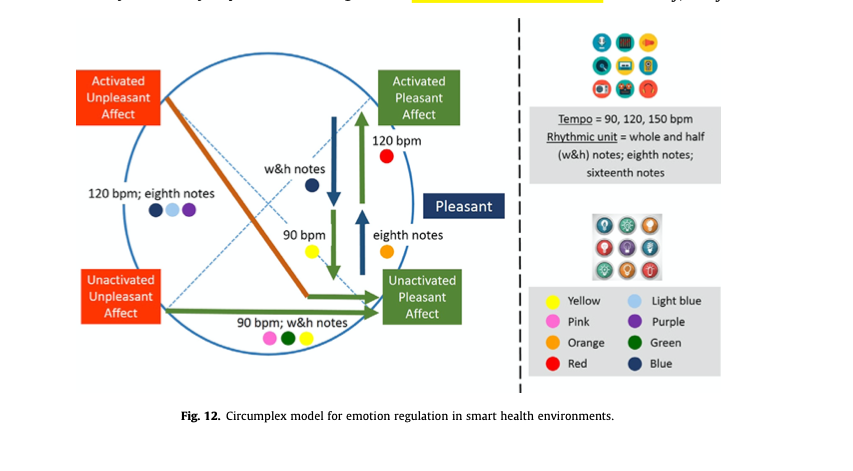 Activated
Unpleasant
Affect
Activated
Pleasant
Affect
120 bpm
w&h notes
120 bpm; eighth notes
Pleasant
90 bpm
eighth notes
Unactivated
Unpleasant
Affect
Unactivated
Pleasant
Affect
90 bpm; w&h notes
Tempo = 90, 120, 150 bpm
Rhythmic unit = whole and half
(w&h) notes; eighth notes;
sixteenth notes
Yellow
Light blue
Pink
Purple
Orange
Green
Red
Blue
Fig. 12. Circumplex model for emotion regulation in smart health environments.